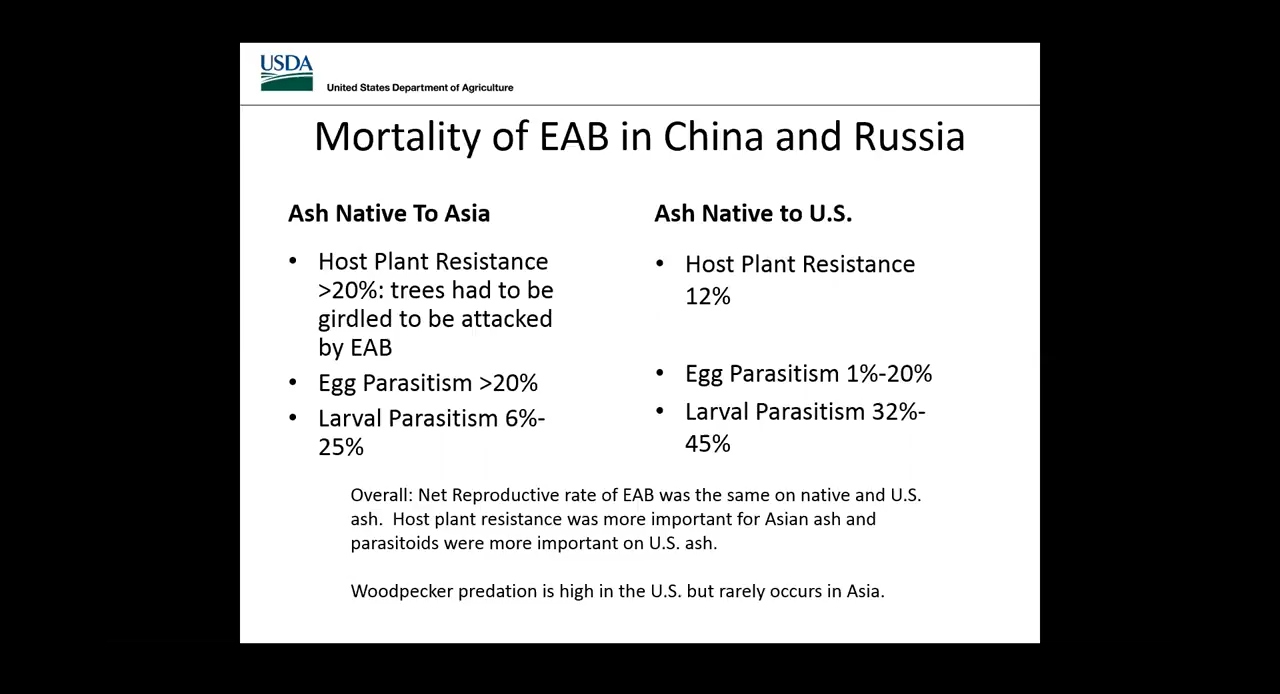 USDA
United States Department of Agriculture
Mortality of EAB in China and Russia
Ash Native To Asia
• Host Plant Resistance
>20%: trees had to be
girdled to be attacked
by EAB
• Egg Parasitism >20%
• Larval Parasitism 6%-
25%
Ash Native to U.S.
• Host Plant Resistance
12%
• Egg Parasitism 1%-20%
• Larval Parasitism 32%-
45%
Overall: Net Reproductive rate of EAB was the same on native and U.S.
ash. Host plant resistance was more important for Asian ash and
parasitoids were more important on U.S. ash.
Woodpecker predation is high in the U.S. but rarely occurs in Asia.